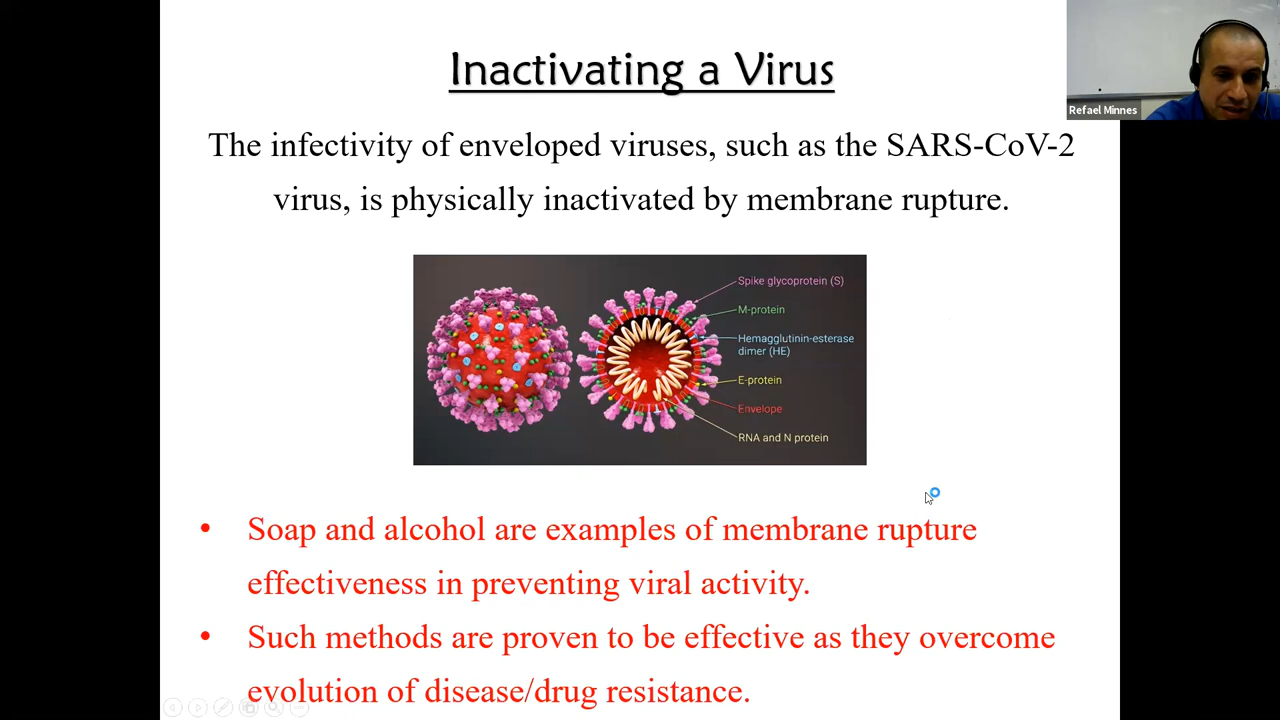 Inactivating a Virus
Refael Minnes
The infectivity of enveloped viruses, such as the SARS-CoV-2
virus, is physically inactivated by membrane rupture.
Spike glycoprotein (S)
M-protein
Hemagglutinin-esterase
dimer (HE)
E-protein
Envelope
RNA and N protein
• Soap and alcohol are examples of membrane rupture
effectiveness in preventing viral activity.
• Such methods are proven to be effective as they overcome
evolution of disease/drug resistance.